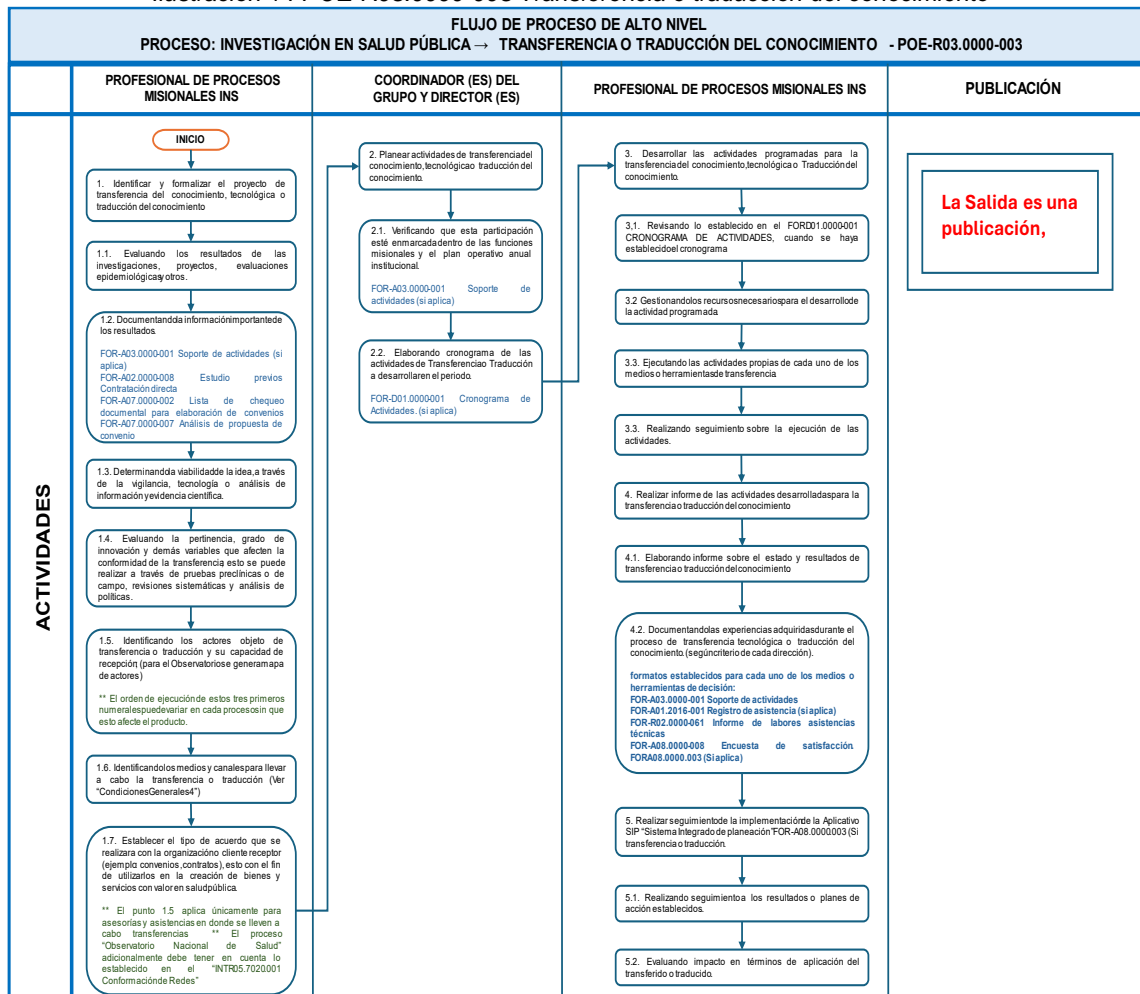 FLUJO DE PROCESO DE ALTO NIVEL
PROCESO: INVESTIGACIÓN EN SALUD PÚBLICA → TRANSFERENCIA O TRADUCCIÓN DEL CONOCIMIENTO - POE-R03.0000-003
PROFESIONAL DE PROCESOS
MISIONALES INS
COORDINADOR (ES) DEL
GRUPO Y DIRECTOR (ES)
PROFESIONAL DE PROCESOS MISIONALES INS
PUBLICACIÓN
ACTIVIDADES
INICIO
1. Identificar y formalizar el proyecto de
transferencia del conocimiento, tecnológica o
traducción del conocimiento
1.1. Evaluando los resultados de las
investigaciones, proyectos, evaluaciones
epidemiológicas y otros.
1.2. Documentando la información importante de
los resultados.
FOR-A03.0000-001 Soporte de actividades (si
aplica)
FOR-A02.0000-008 Estudio previos
Contratación directa
FOR-A07.0000-002 Lista de chequeo
documental para elaboración de convenios
FOR-A07.0000-007 Análisis de propuesta de
convenio
1.3. Determinando la viabilidad de la idea, a través
de la vigilancia, tecnología o análisis de
información y evidencia científica.
1.4. Evaluando la pertinencia, grado de
innovación y demás variables que afecten la
conformidad de la transferencia esto se puede
realizar a través de pruebas preclínicas o de
campo, revisiones sistemáticas y análisis de
políticas.
1.5. Identificando los actores objeto de
transferencia o traducción y su capacidad de
recepción; (para el Observatorio se genera mapa
de actores)
** El orden de ejecución de estos tres primeros
numerales puede variar en cada proceso sin que
esto afecte el producto.
1.6. Identificando los medios y canales para llevar
a cabo la transferencia o traducción (Ver
"Condiciones Generales 4")
1.7. Establecer el tipo de acuerdo que se
realizara con la organización o cliente receptor
(ejemplo: convenios, contratos), esto con el fin
de utilizarlos en la creación de bienes y
servicios con valor en salud pública.
** El punto 1.5 aplica únicamente para
asesorías y asistencias en donde se lleven a
cabo transferencias ** El proceso
"Observatorio Nacional de Salud"
adicionalmente debe tener en cuenta lo
establecido en el "INT-R05.7020.001
Conformación de Redes"
2. Planear actividades de transferencia del
conocimiento, tecnológica o traducción del
conocimiento.
2.1. Verificando que esta participación
esté enmarcada dentro de las funciones
misionales y el plan operativo anual
institucional.
FOR-A03.0000-001 Soporte de
actividades (si aplica)
2.2. Elaborando cronograma de las
actividades de Transferencia o Traducción
a desarrollar en el periodo.
FOR-D01.0000-001 Cronograma de
Actividades. (si aplica)
3. Desarrollar las actividades programadas para la
transferencia del conocimiento, tecnológica o Traducción del
conocimiento.
3,1. Revisando lo establecido en el FORD01.0000-001
CRONOGRAMA DE ACTIVIDADES, cuando se haya
establecido el cronograma
3.2 Gestionando los recursos necesarios para el desarrollo de
la actividad programada
3.3. Ejecutando las actividades propias de cada uno de los
medios o herramientas de transferencia.
3.3. Realizando seguimiento sobre la ejecución de las
actividades.
4. Realizar informe de las actividades desarrolladas para la
transferencia o traducción del conocimiento
4.1. Elaborando informe sobre el estado y resultados de
transferencia o traducción del conocimiento
4.2. Documentando las experiencias adquiridas durante el
proceso de transferencia tecnológica o traducción del
conocimiento. (según criterio de cada dirección).
formatos establecidos para cada uno de los medios o
herramientas de decisión:
FOR-A03.0000-001 Soporte de actividades
FOR-A01.2016-001 Registro de asistencia (si aplica)
FOR-R02.0000-061 Informe de labores asistencias
técnicas
FOR-A08.0000-008 Encuesta de satisfacción.
FORA08.0000.003 (Si aplica)
5. Realizar seguimiento de la implementación de la Aplicativo
SIP "Sistema Integrado de planeación" FOR-A08.0000.003 (Si
transferencia o traducción.
5.1. Realizando seguimiento a los resultados o planes de
acción establecidos.
5.2. Evaluando impacto en términos de aplicación del
transferido o traducido.
La Salida es una
publicación,